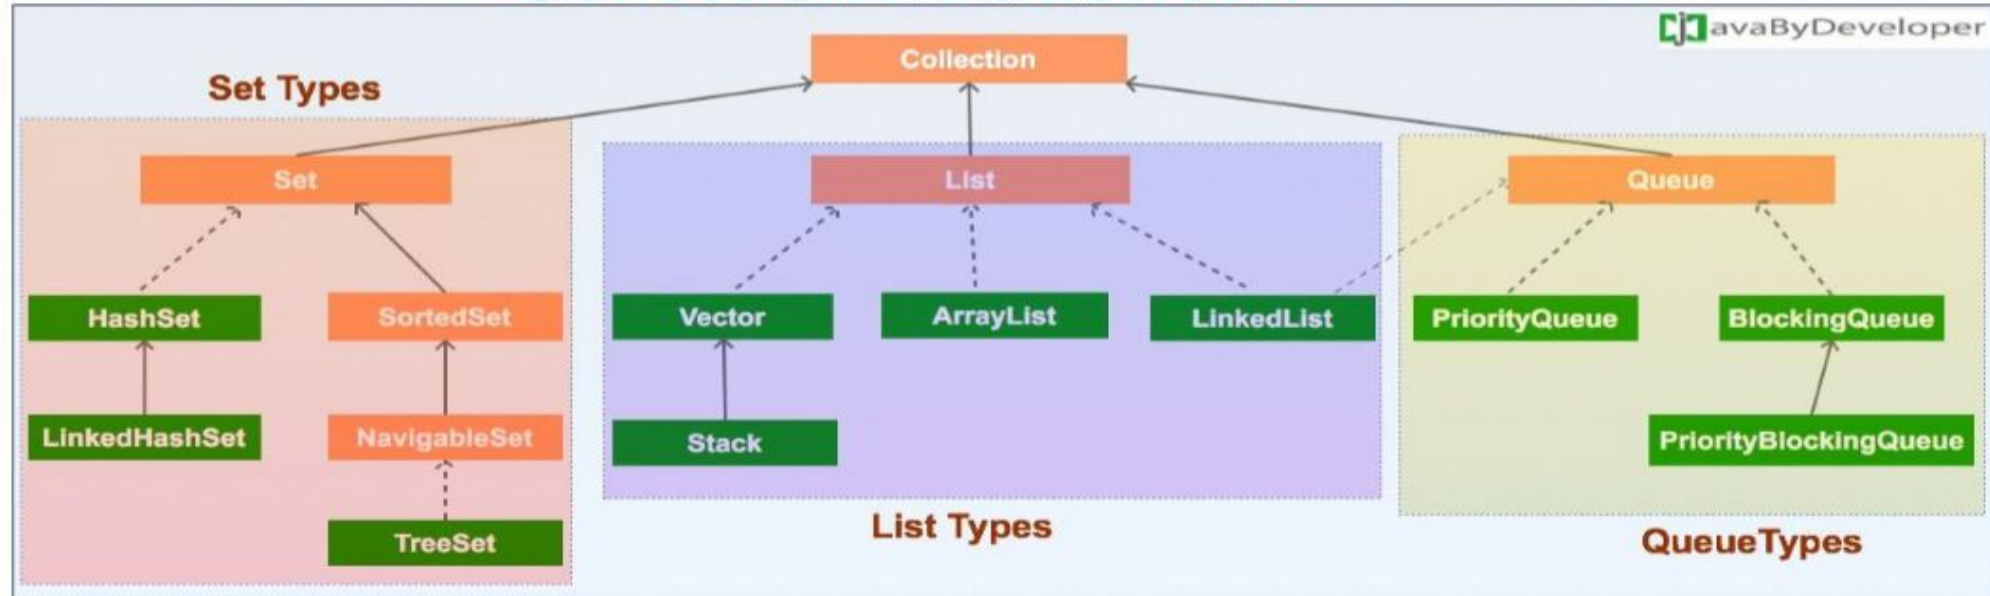 JavaByDeveloper
Collection
Set Types
Set
List
Queue
HashSet
SortedSet
Vector
ArrayList
LinkedList
PriorityQueue
BlockingQueue
LinkedHashSet
NavigableSet
Stack
PriorityBlockingQueue
TreeSet
List Types
QueueTypes